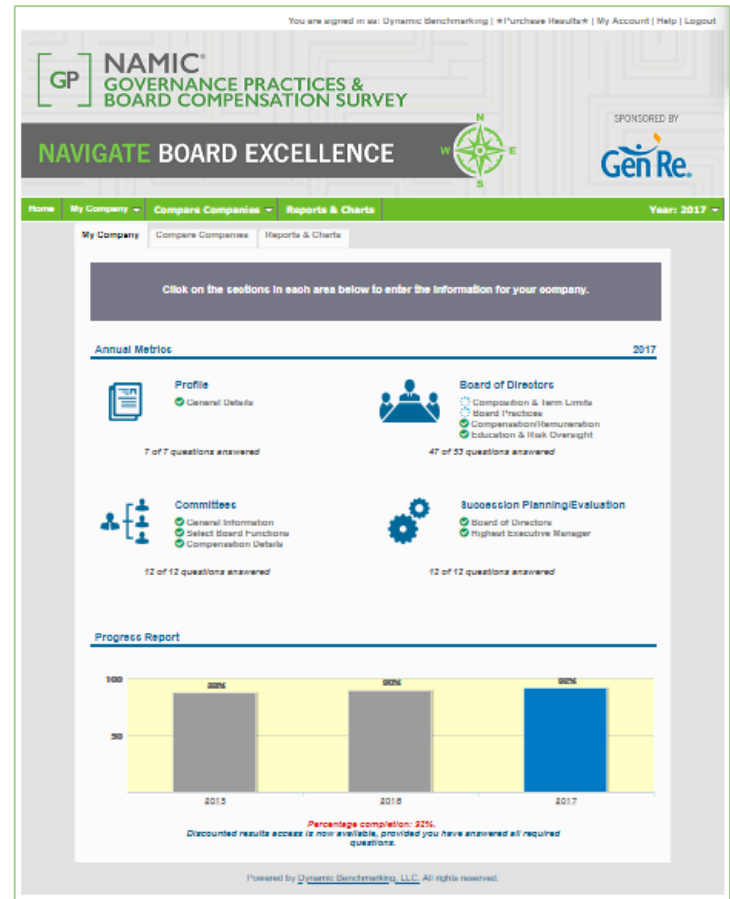 You are signed in as: Dynamic Benchmarking | ★Purchase Results★ | My Account | Help | Logout
GP
NAMIC®
GOVERNANCE PRACTICES &
BOARD COMPENSATION SURVEY
NAVIGATE BOARD EXCELLENCE
N
W
E
S
SPONSORED BY
Gen Re.
Home My Company Compare Companies Reports & Charts Year: 2017
My Company Compare Companies Reports & Charts
Click on the sections in each area below to enter the information for your company.
Annual Metrics 2017
Profile
General Details
7 of 7 questions answered
Board of Directors
Composition & Term Limits
Board Practices
Compensation/Remuneration
Education & Risk Oversight
47 of 53 questions answered
Committees
General Information
Select Board Functions
Compensation Details
12 of 12 questions answered
Succession Planning/Evaluation
Board of Directors
Highest Executive Manager
12 of 12 questions answered
Progress Report
100
50
90%
92%
2015
2016
2017
Percentage completion: 92%.
Discounted results access is now available, provided you have answered all required
questions.
Powered by Dynamic Benchmarking, LLC. All rights reserved.